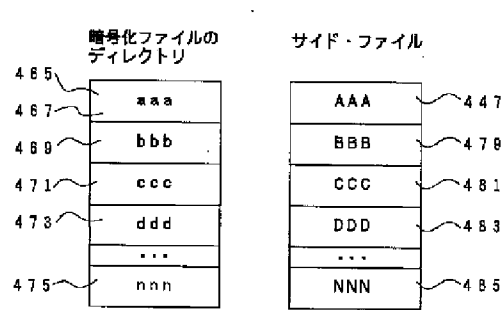 暗号化ファイルの
ディレクトリ
サイド・ファイル
465
aaa
AAA
447
467
469
bbb
BBB
479
471
ccc
CCC
481
473
ddd
DDD
483
...
...
475
nnn
NNN
485